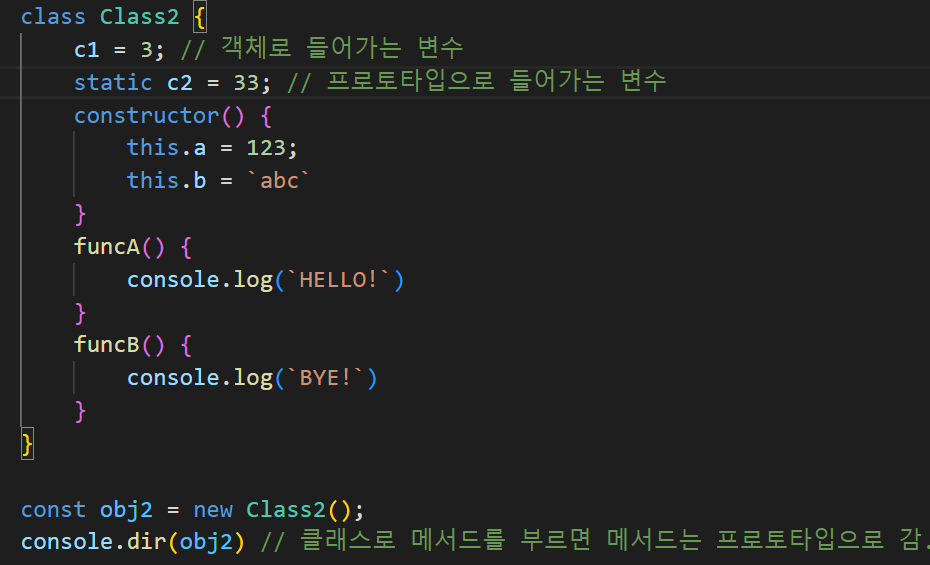 class Class2 {
    c1 = 3; // 객체로 들어가는 변수
    static c2 = 33; // 프로토타입으로 들어가는 변수
    constructor() {
        this.a = 123;
        this.b = `abc`
    }
    funcA() {
        console.log(`HELLO!`)
    }
    funcB() {
        console.log(`BYE!`)
    }
}
const obj2 = new Class2();
console.dir(obj2) // 클래스로 메서드를 부르면 메서드는 프로토타입으로 감.